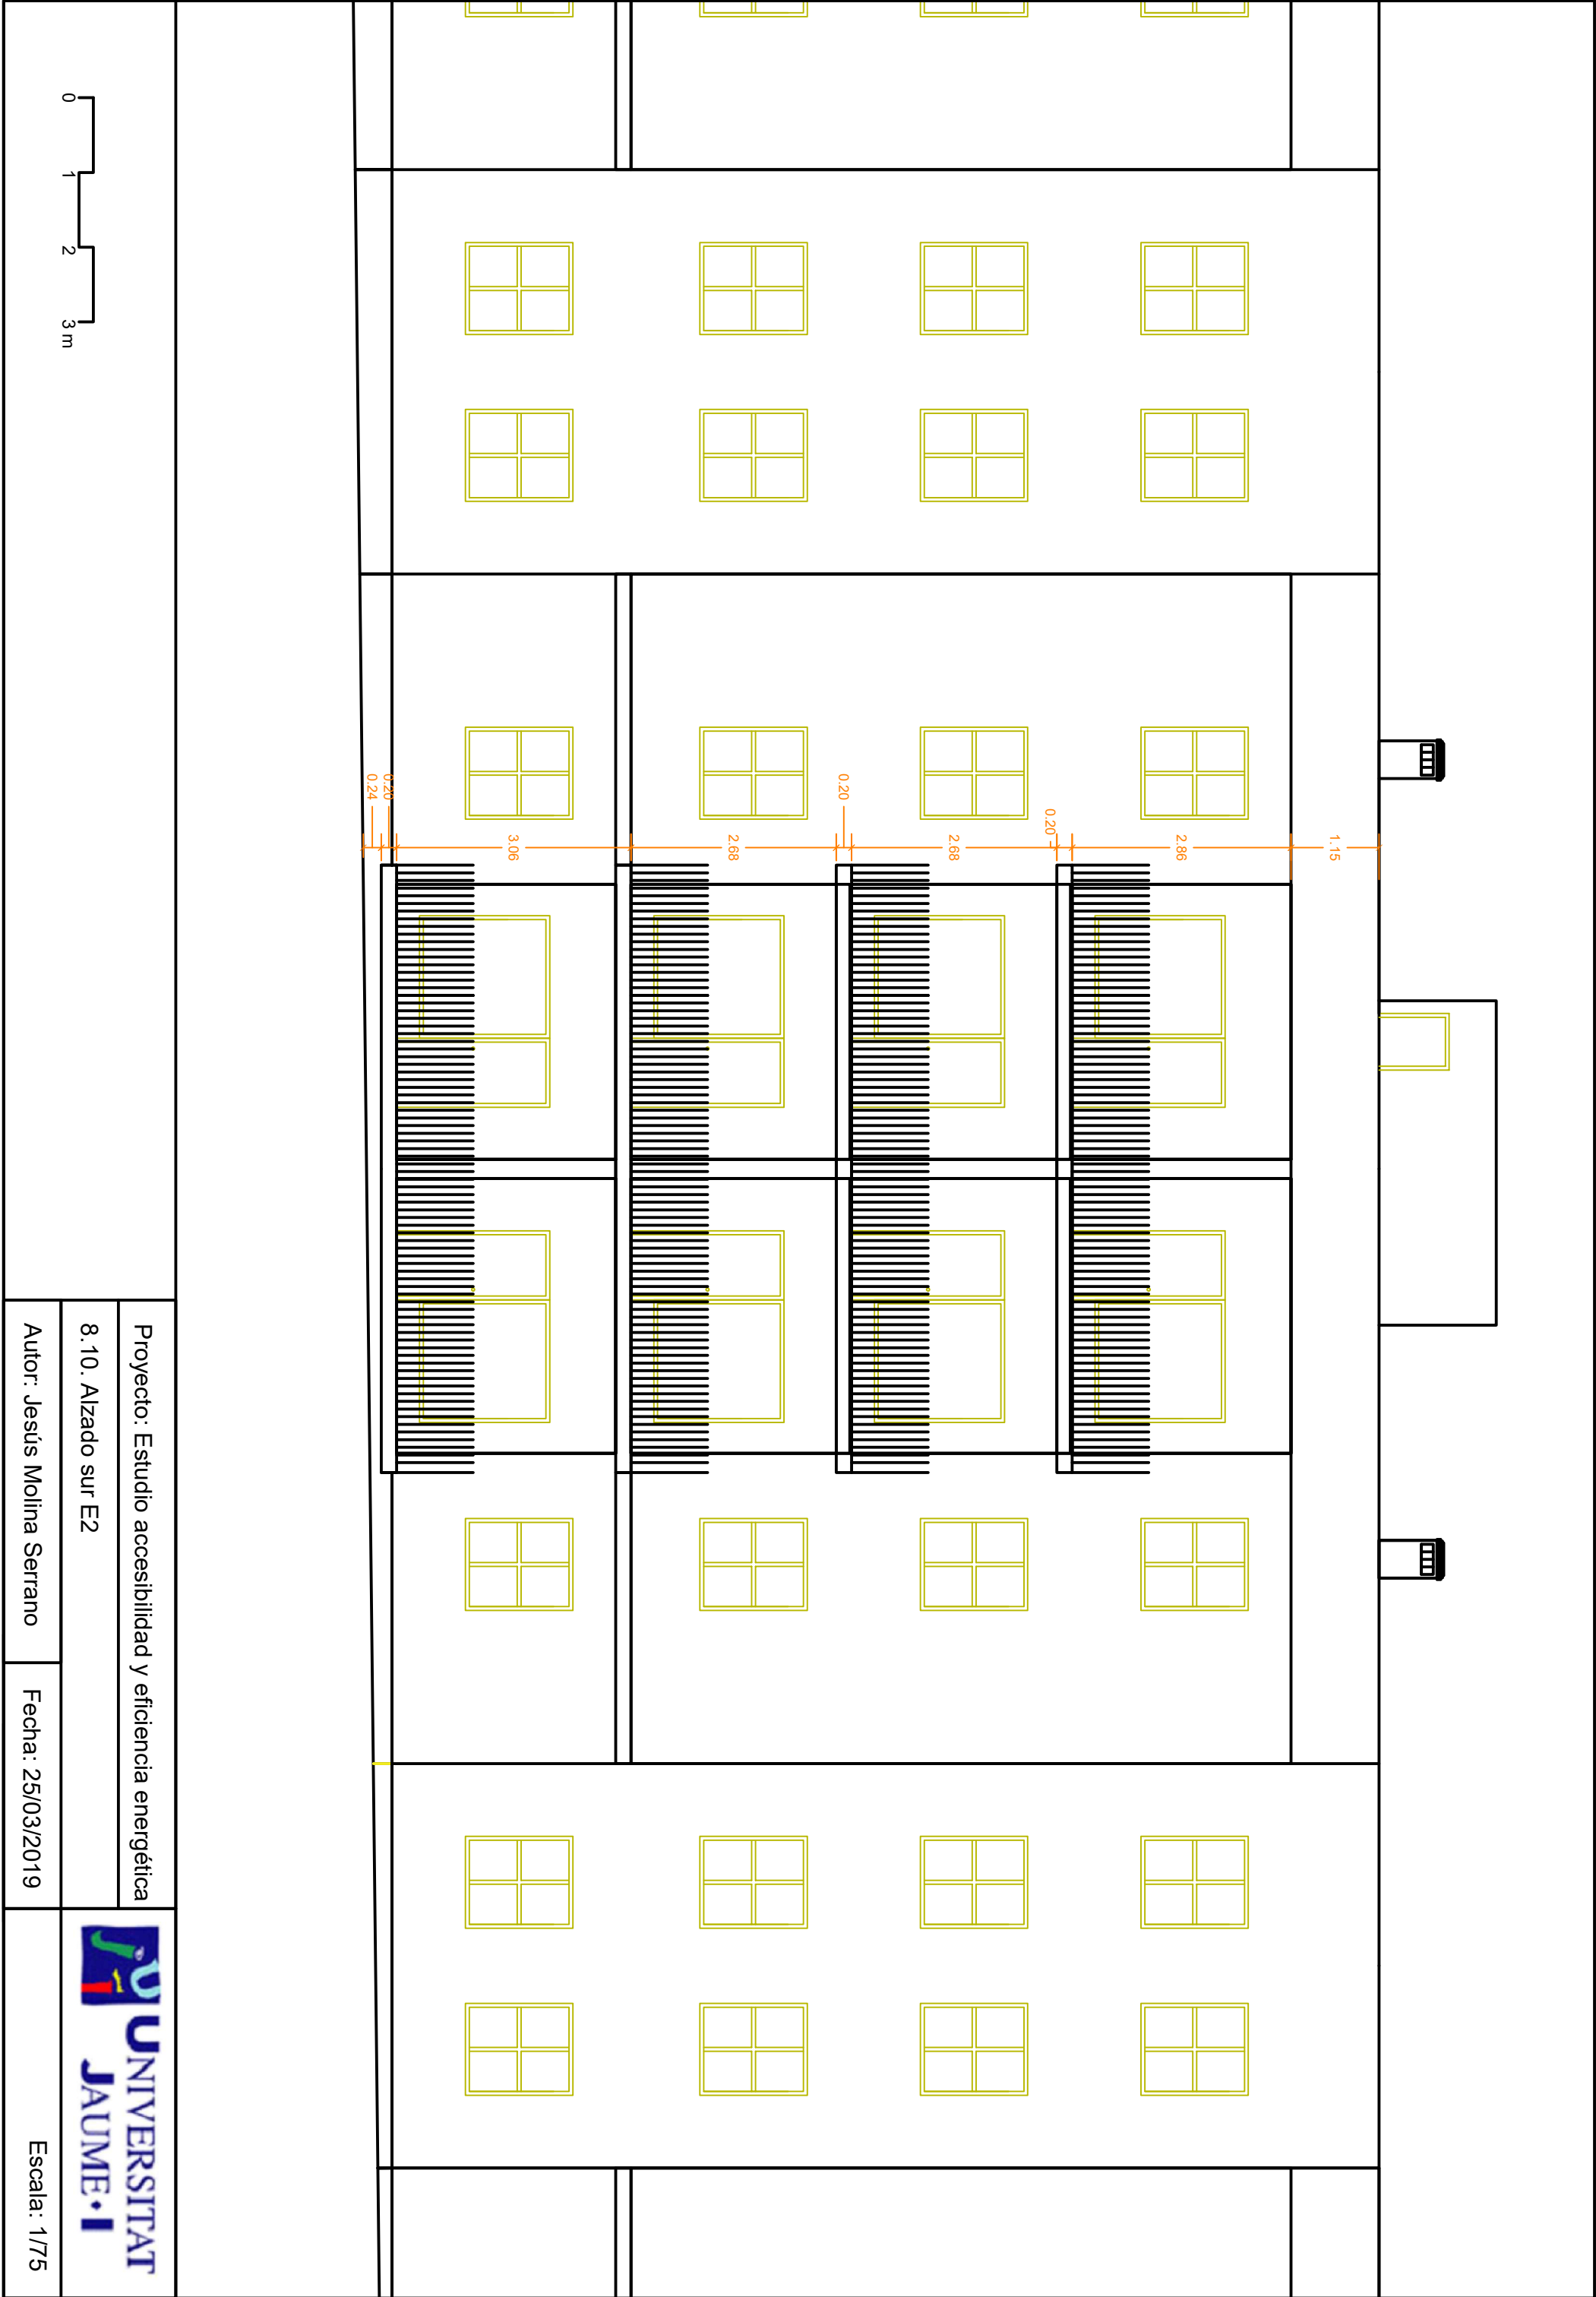 1.15
2.86
0.20
2.68
0.20
2.68
3.06
0.20
0.24
0 1 2 3 m
Proyecto: Estudio accesibilidad y eficiencia energética
8.10. Alzado sur E2
Autor: Jesús Molina Serrano
Fecha: 25/03/2019
UNIVERSITAT
JAUME·I
Escala: 1/75